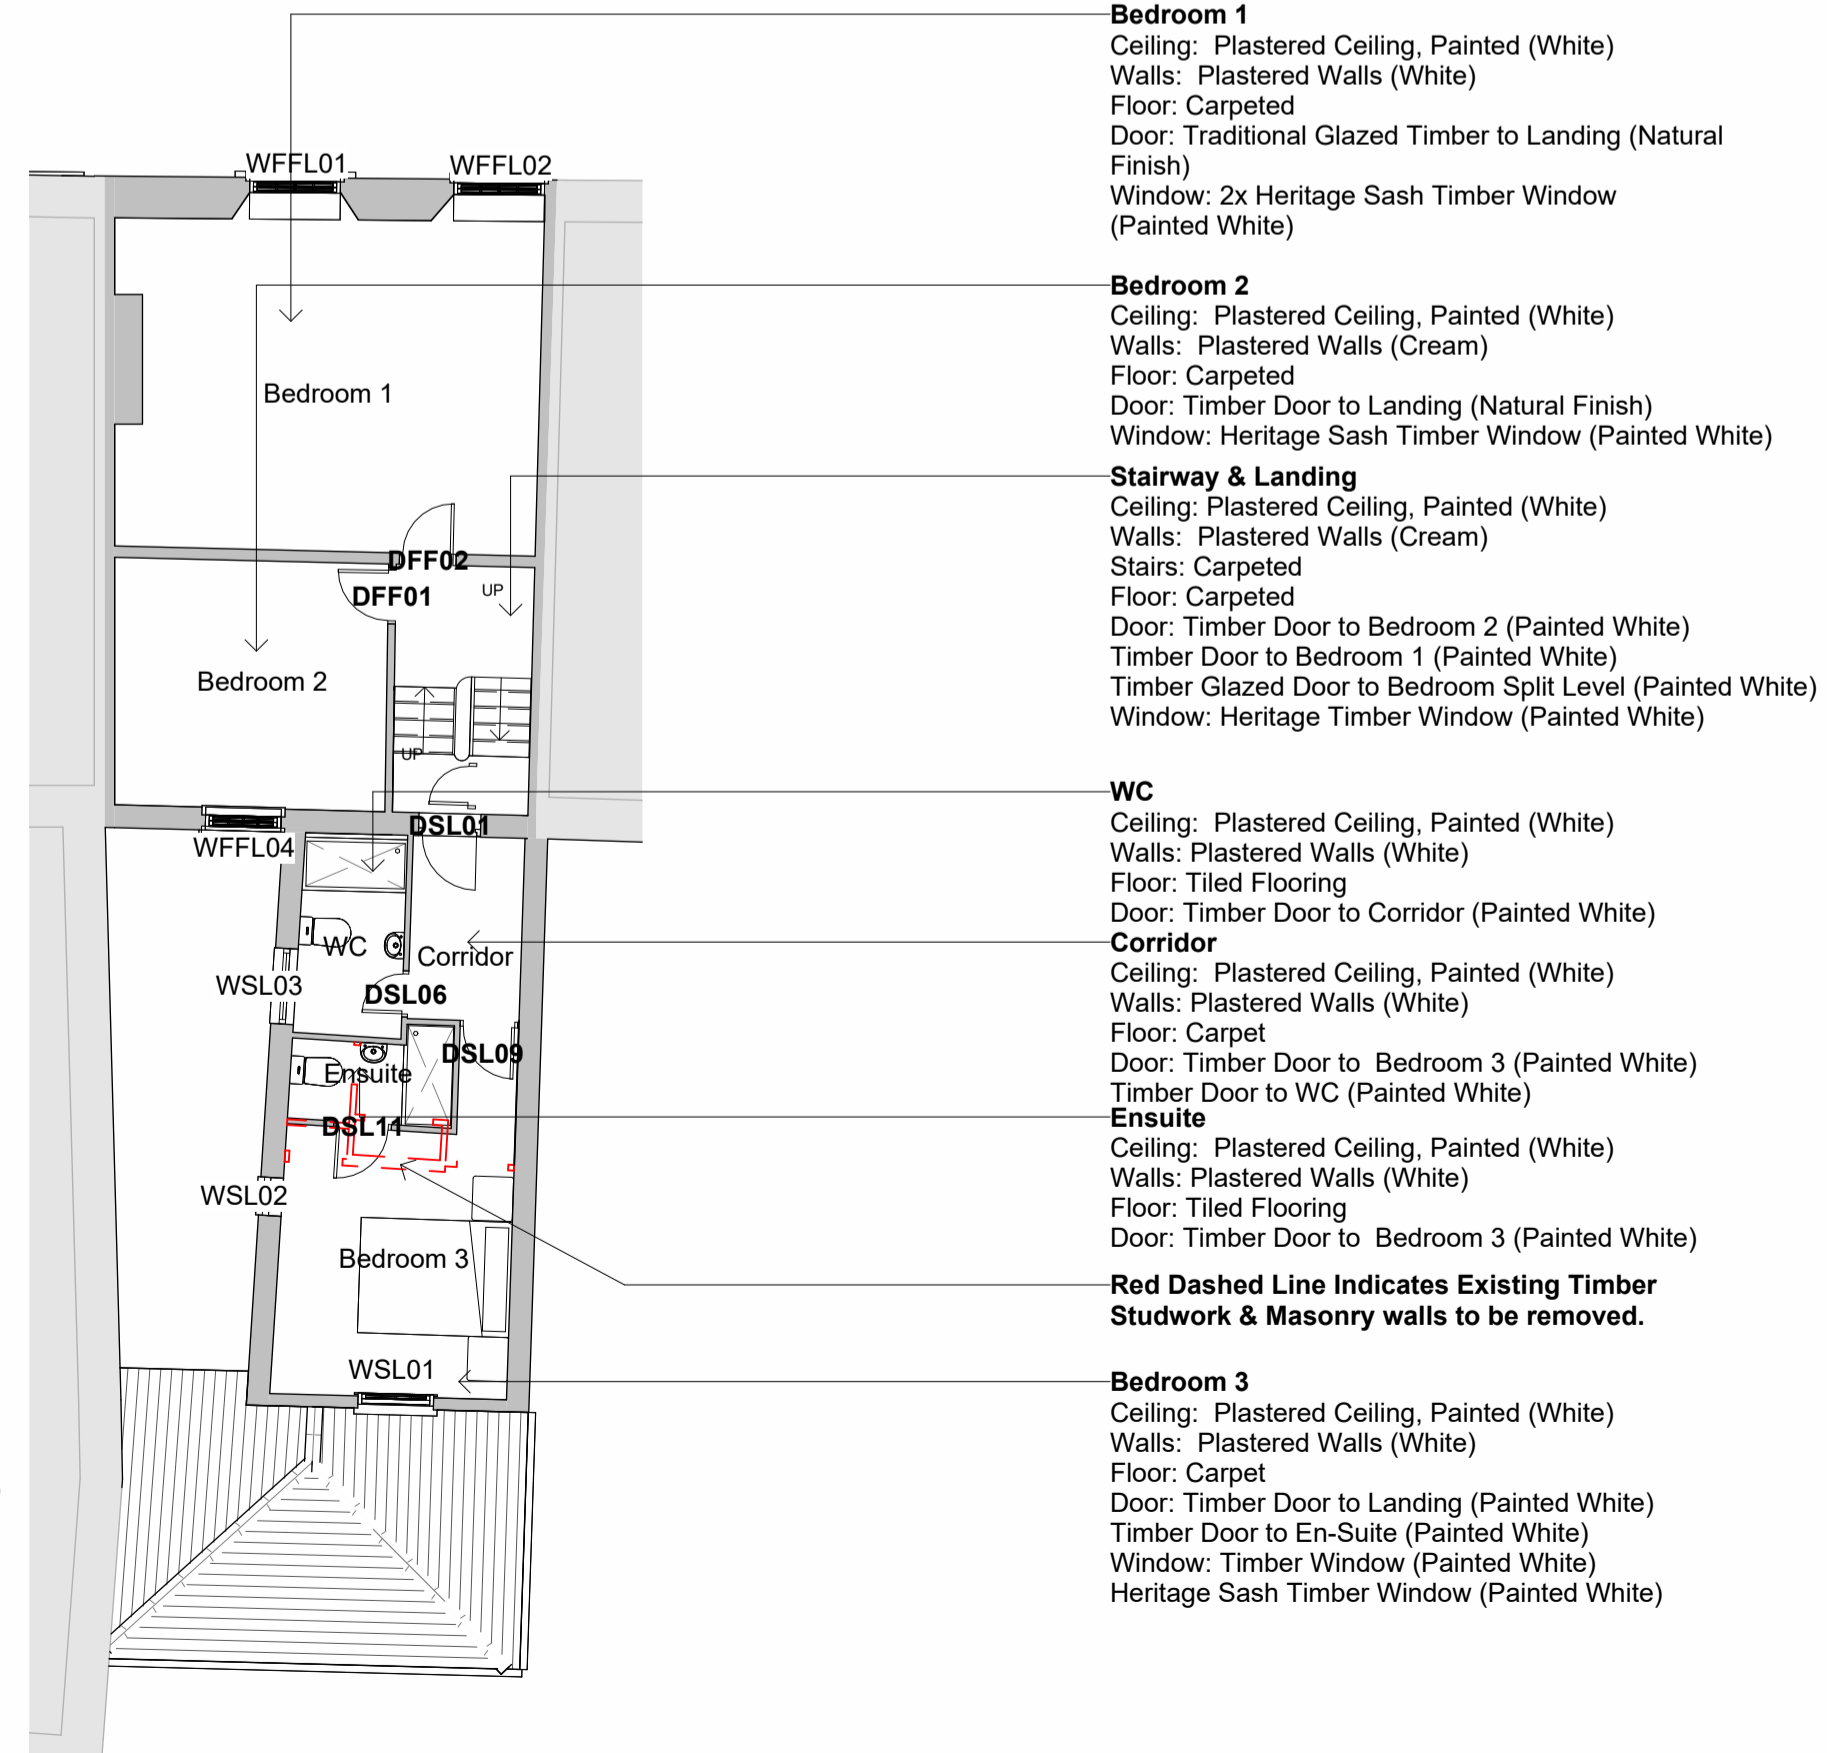 Bedroom 1
Ceiling:  Plastered Ceiling, Painted (White)
Walls:  Plastered Walls (White)
Floor: Carpeted
Door: Traditional Glazed Timber to Landing (Natural
Finish)
Window: 2x Heritage Sash Timber Window
(Painted White)
Bedroom 2
Ceiling:  Plastered Ceiling, Painted (White)
Walls:  Plastered Walls (Cream)
Floor: Carpeted
Door: Timber Door to Landing (Natural Finish)
Window: Heritage Sash Timber Window (Painted White)
Stairway & Landing
Ceiling: Plastered Ceiling, Painted (White)
Walls:  Plastered Walls (Cream)
Stairs: Carpeted
Floor: Carpeted
Door: Timber Door to Bedroom 2 (Painted White)
Timber Door to Bedroom 1 (Painted White)
Timber Glazed Door to Bedroom Split Level (Painted White)
Window: Heritage Timber Window (Painted White)
WC
Ceiling:  Plastered Ceiling, Painted (White)
Walls: Plastered Walls (White)
Floor: Tiled Flooring
Door: Timber Door to Corridor (Painted White)
Corridor
Ceiling:  Plastered Ceiling, Painted (White)
Walls: Plastered Walls (White)
Floor: Carpet
Door: Timber Door to  Bedroom 3 (Painted White)
Timber Door to WC (Painted White)
Ensuite
Ceiling:  Plastered Ceiling, Painted (White)
Walls: Plastered Walls (White)
Floor: Tiled Flooring
Door: Timber Door to  Bedroom 3 (Painted White)
Red Dashed Line Indicates Existing Timber
Studwork & Masonry walls to be removed.
Bedroom 3
Ceiling:  Plastered Ceiling, Painted (White)
Walls:  Plastered Walls (White)
Floor: Carpet
Door: Timber Door to Landing (Painted White)
Timber Door to En-Suite (Painted White)
Window: Timber Window (Painted White)
Heritage Sash Timber Window (Painted White)
WFFL01
WFFL02
Bedroom 1
DFF02
DFF01
UP
Bedroom 2
UP
DSL01
WFFL04
WC
Corridor
WSL03
DSL06
DSL09
Ensuite
DSL11
WSL02
Bedroom 3
WSL01